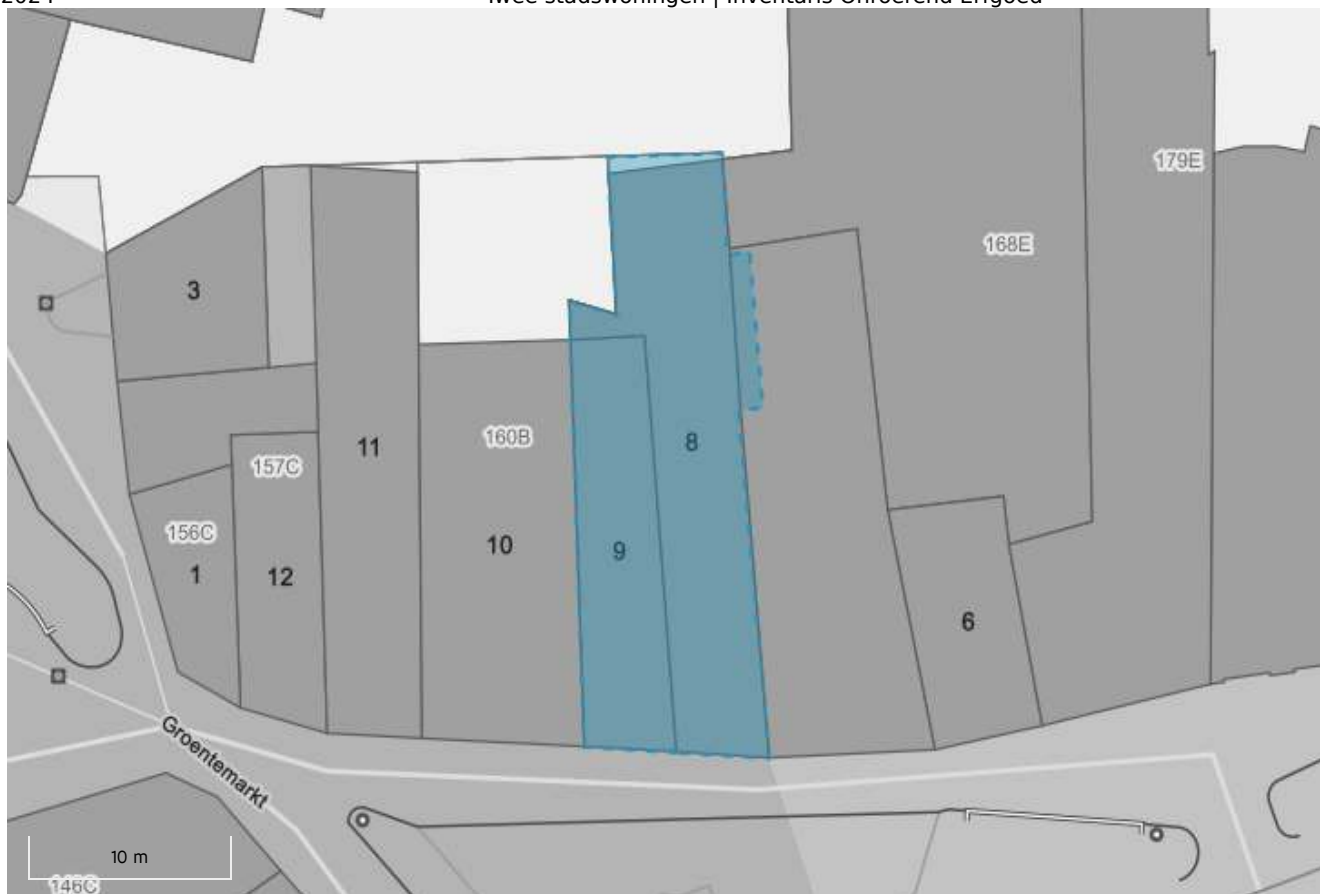 2024
Twee stadswoningen | Inventaris Onroerend Erfgoed
179E
168E
3
160B
11
8
157C
156C
10
9
1
12
6
Groentemarkt
10 m
146C